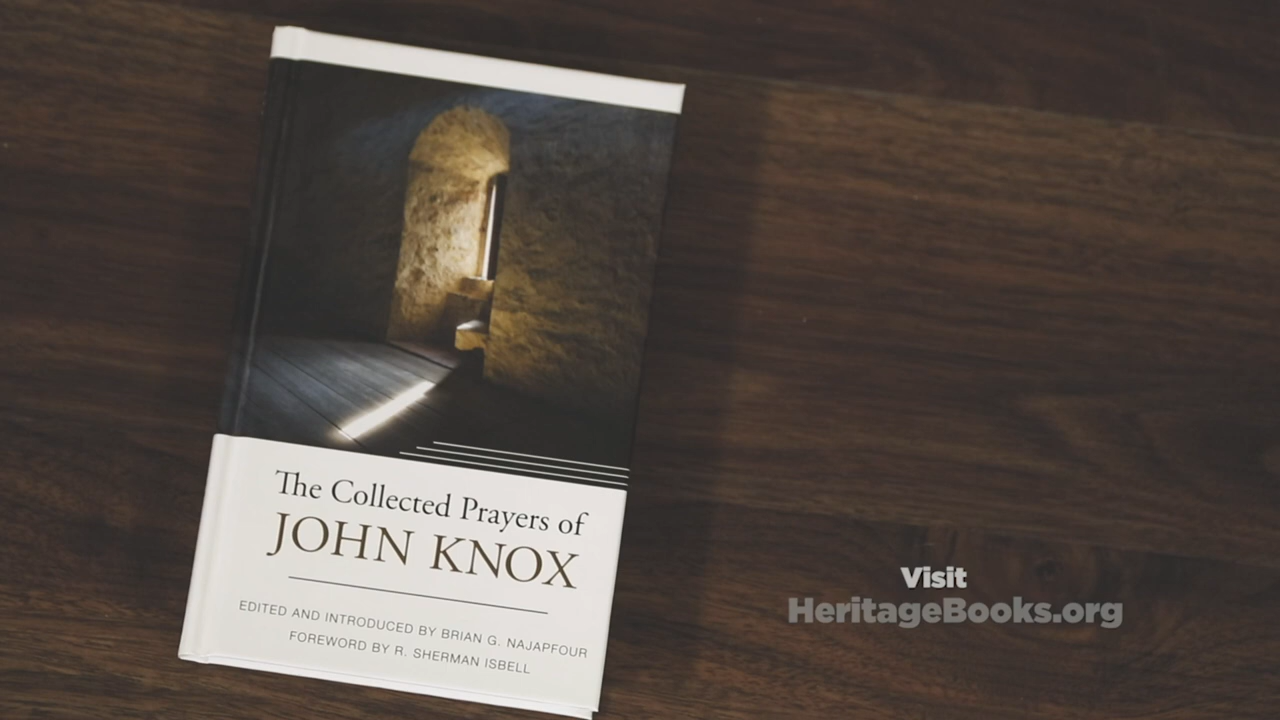 The Collected Prayers of
JOHN KNOX
EDITED AND INTRODUCED BY BRIAN G. NAJAPFOUR
FOREWORD BY R. SHERMAN ISBELL
Visit
HeritageBooks.org